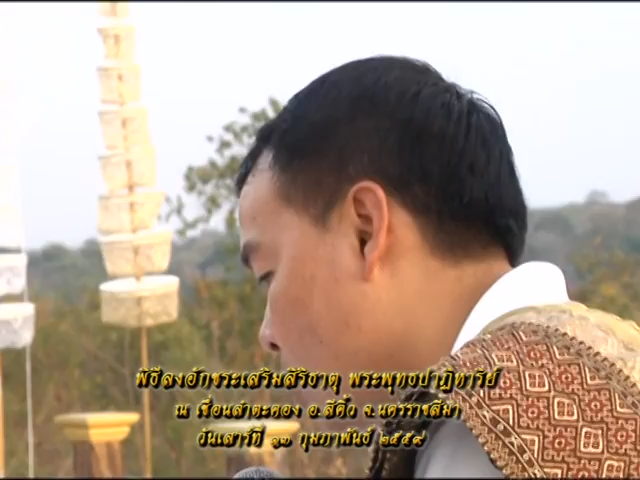 พิธีลงอักขระเสริมสิริธาตุ พระพุทธปาฏิหาริย์
ณ เขื่อนลำตะคอง อ.สีคิ้ว จ.นครราชสีมา
วันเสาร์ที่ ๑๓ กุมภาพันธ์ ๒๕๕๙